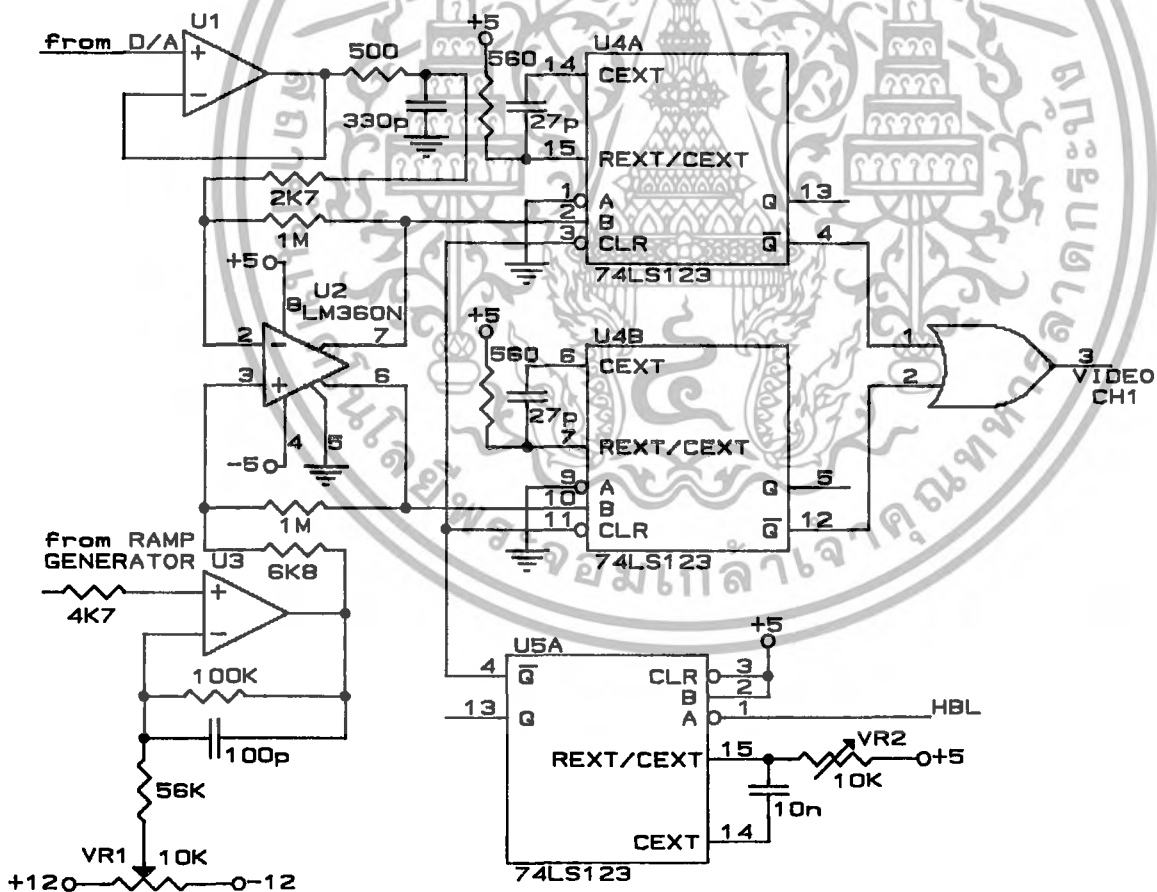 U1
from D/A
+
-
500
330p
+5
560
14
27p
15
U4A
CEXT
REXT/CEXT
1
A
2
B
3
CLR
Q
13
Q̅
4
74LS123
2K7
1M
+5
8
U2
LM360N
2
-
7
3
+
6
4
5
-5
1M
6K8
+5
560
6
27p
7
U4B
CEXT
REXT/CEXT
9
A
10
B
11
CLR
Q
5
Q̅
12
74LS123
1
2
3
VIDEO
CH1
from RAMP
GENERATOR
U3
4K7
+
-
100K
100p
56K
VR1
10K
+12
-12
U5A
4
Q̅
13
Q
CLR
3
B
2
A
1
+5
HBL
REXT/CEXT
15
VR2
10K
+5
10n
CEXT
14
74LS123